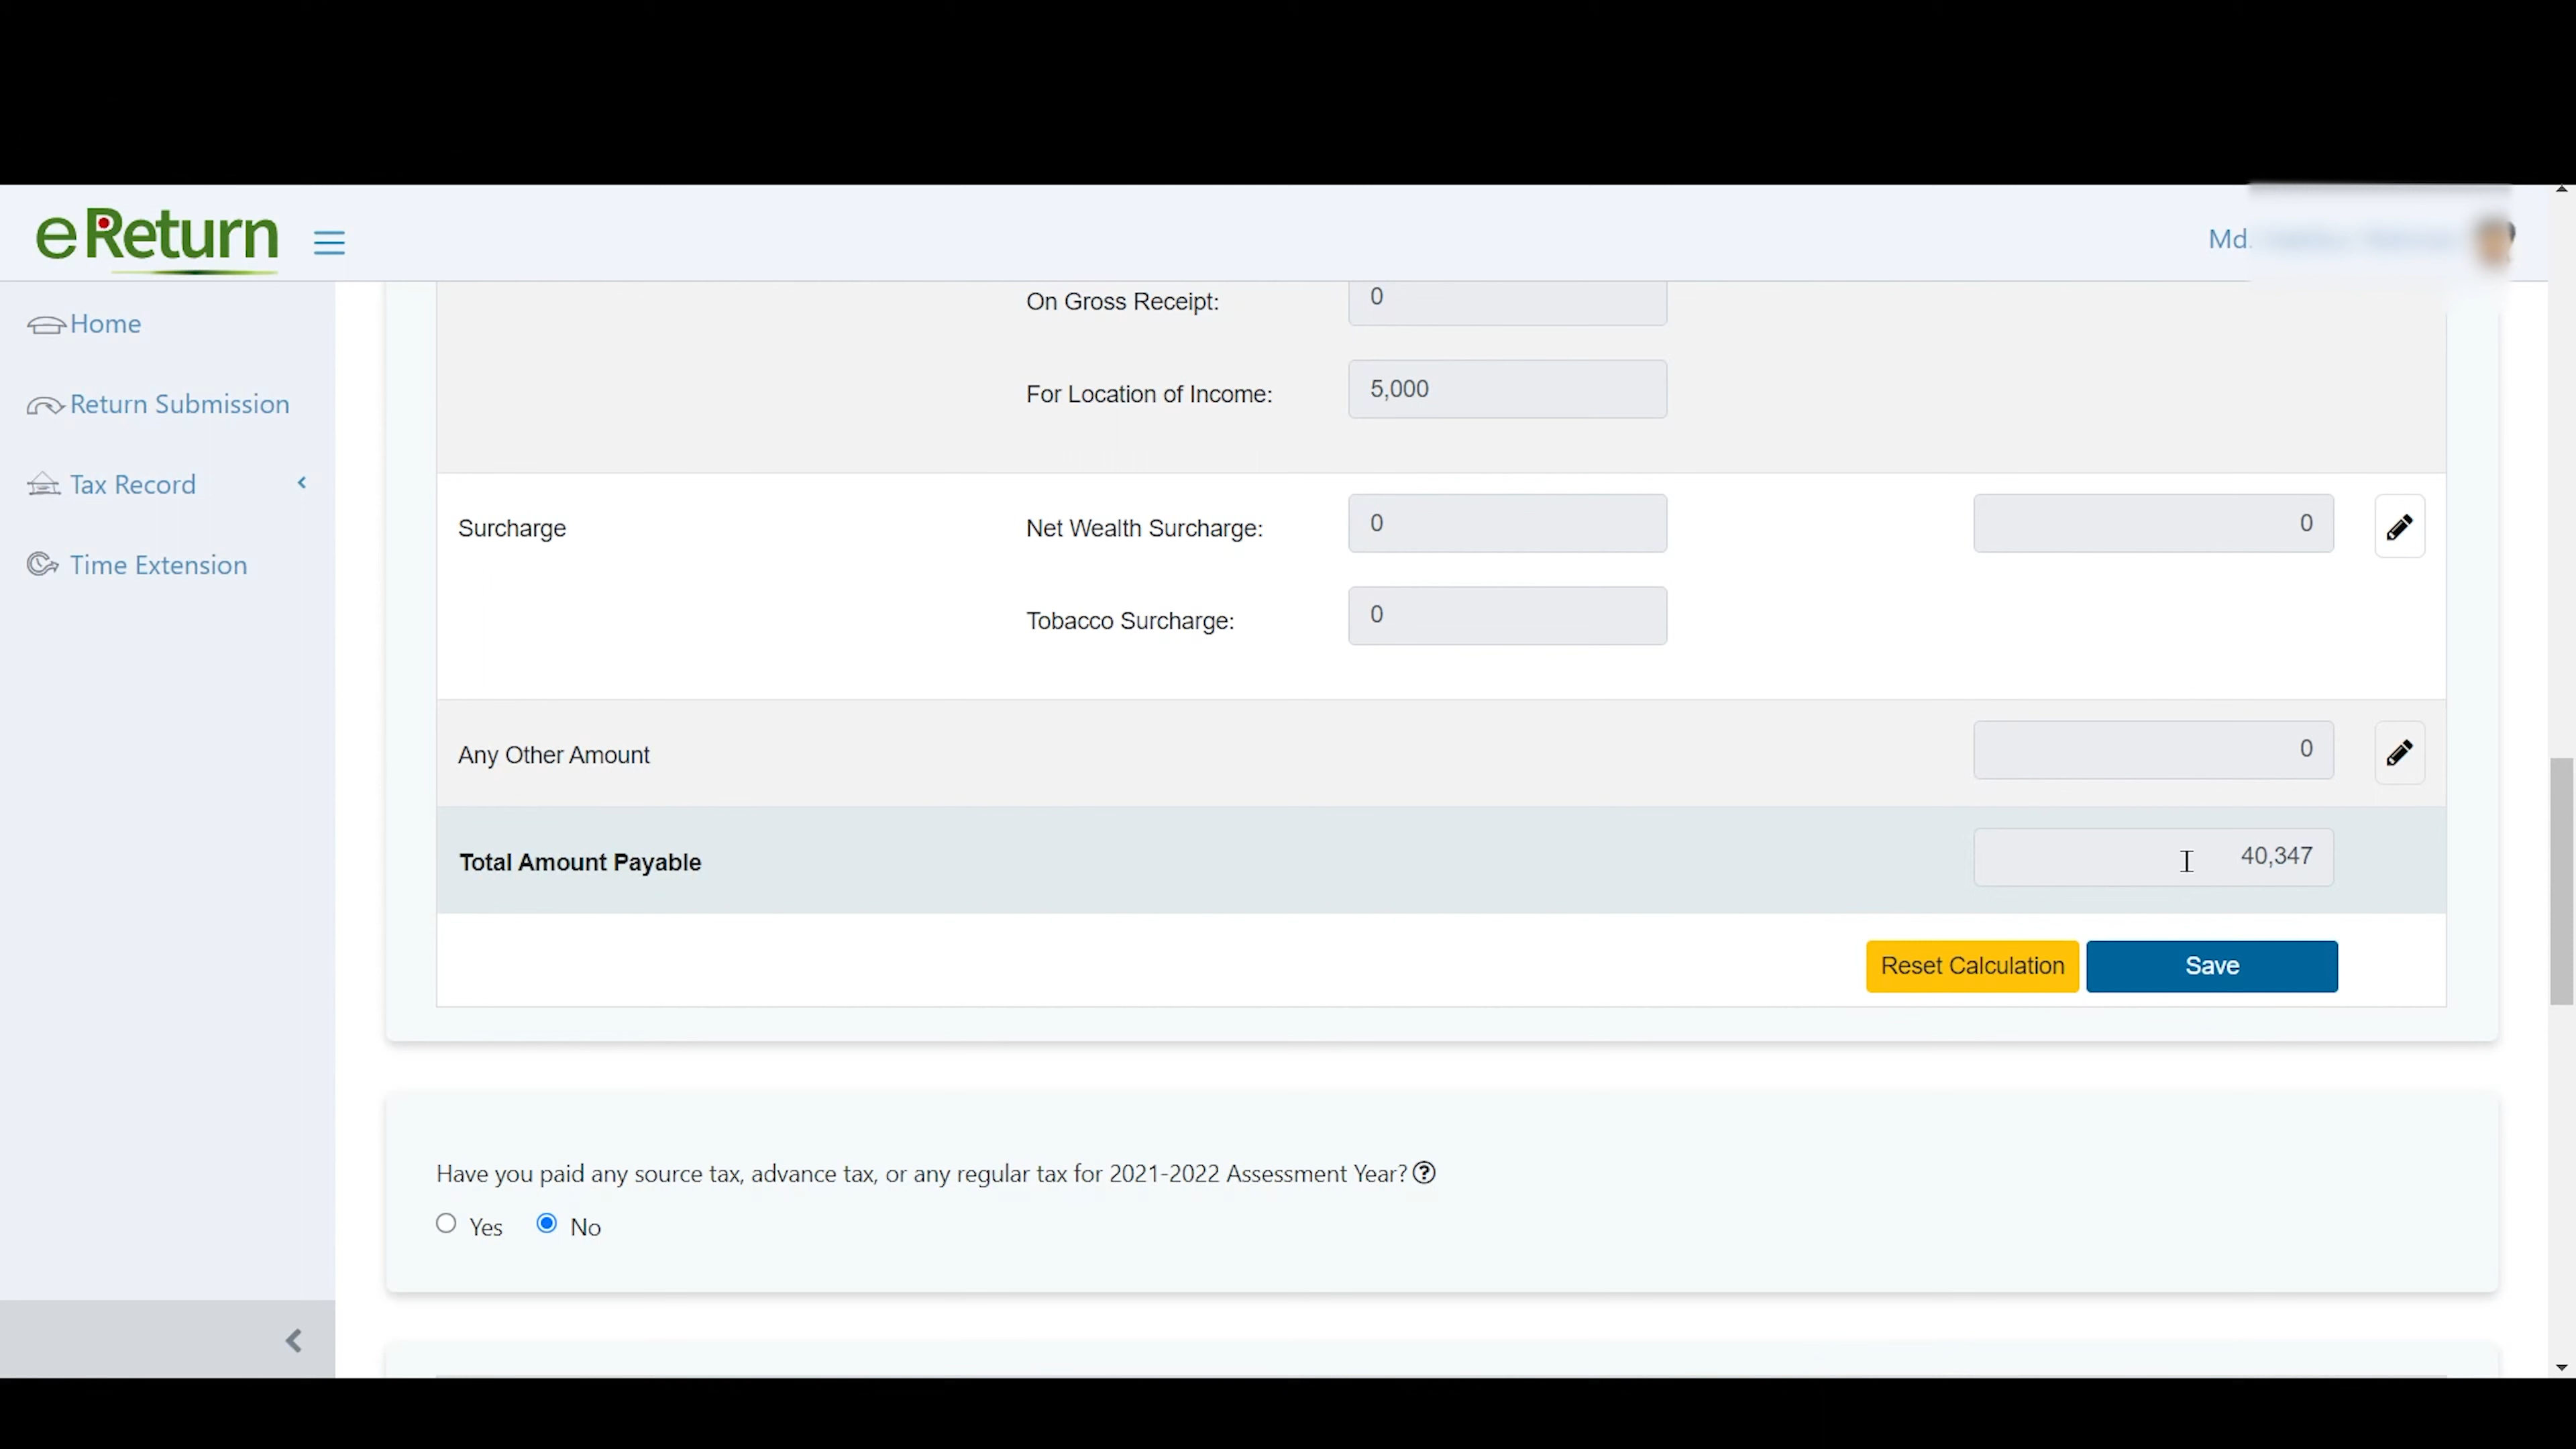 eReturn
Md.
Home
Return Submission
Tax Record
Time Extension
On Gross Receipt: 0
For Location of Income: 5,000
Surcharge Net Wealth Surcharge: 0 0
Tobacco Surcharge: 0
Any Other Amount 0
Total Amount Payable 40,347
Reset Calculation Save
Have you paid any source tax, advance tax, or any regular tax for 2021-2022 Assessment Year?
Yes No